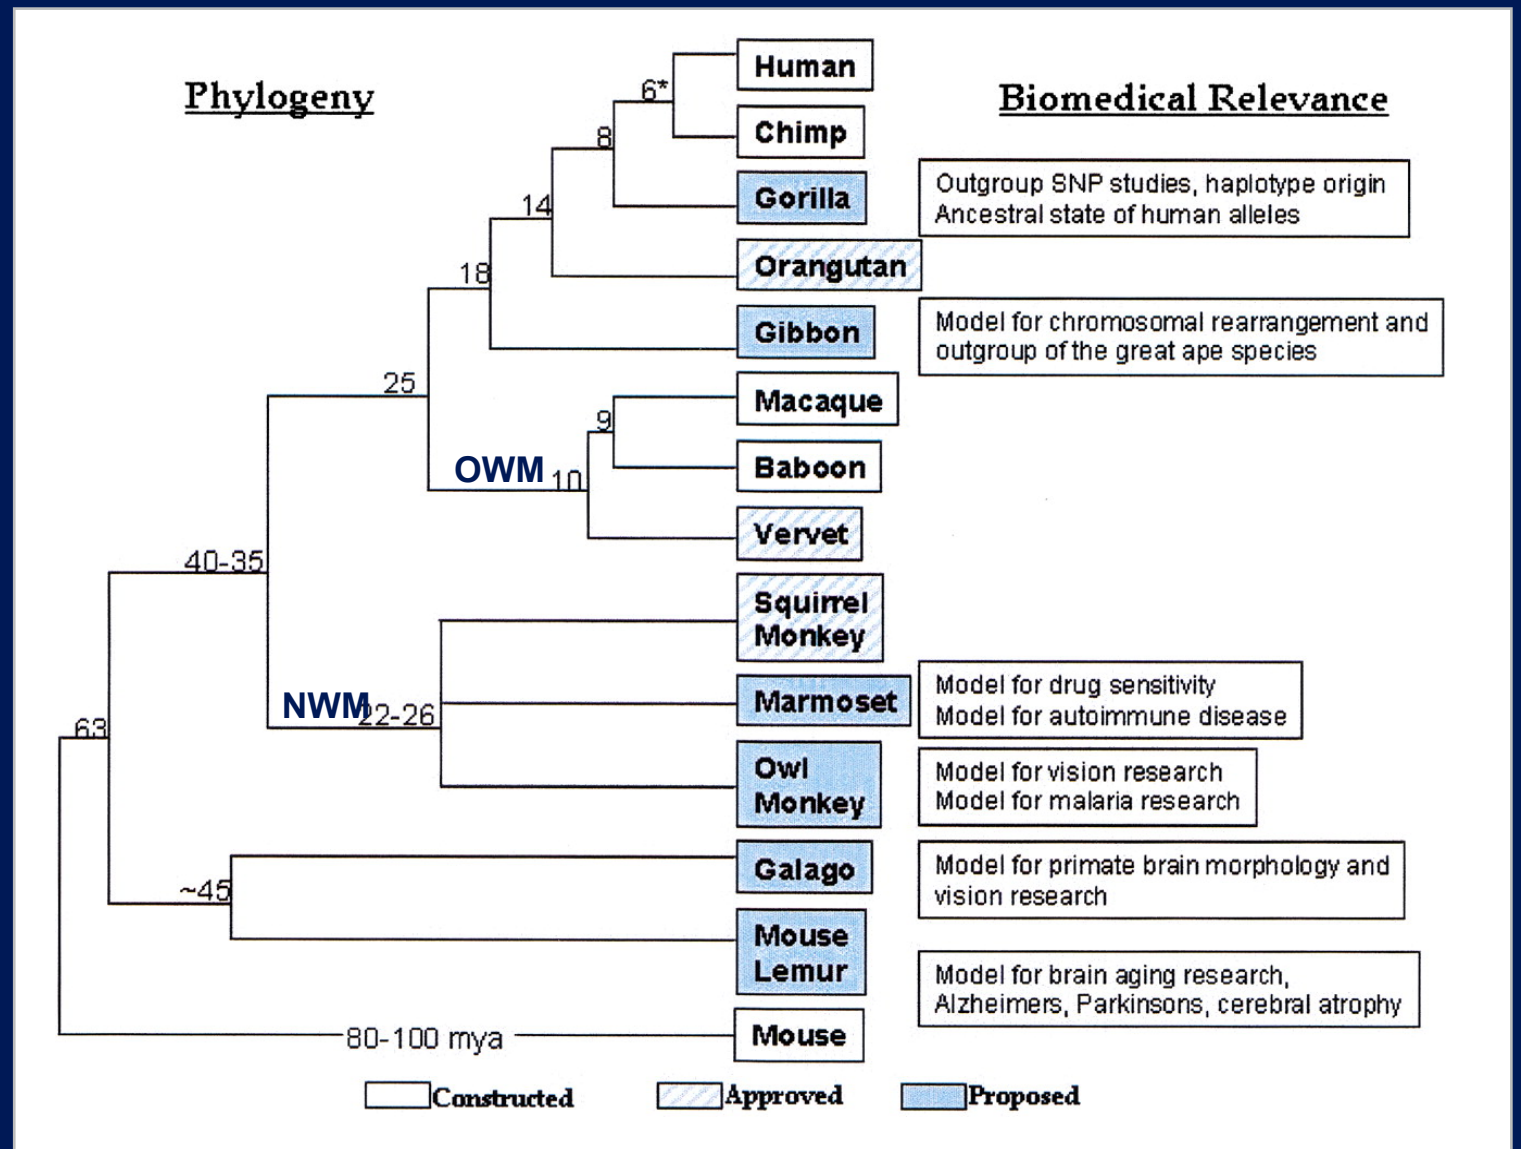 Phylogeny
Biomedical Relevance
6*
Human
8
Chimp
14
Gorilla
Outgroup SNP studies, haplotype origin
Ancestral state of human alleles
18
Orangutan
Gibbon
Model for chromosomal rearrangement and
outgroup of the great ape species
25
Macaque
9
Baboon
OWM
10
Vervet
40-35
Squirrel
Monkey
NWM
22-26
Marmoset
Model for drug sensitivity
Model for autoimmune disease
63
Owl
Monkey
Model for vision research
Model for malaria research
~45
Galago
Model for primate brain morphology and
vision research
Mouse
Lemur
Model for brain aging research,
Alzheimers, Parkinsons, cerebral atrophy
80-100 mya
Mouse
Constructed
Approved
Proposed